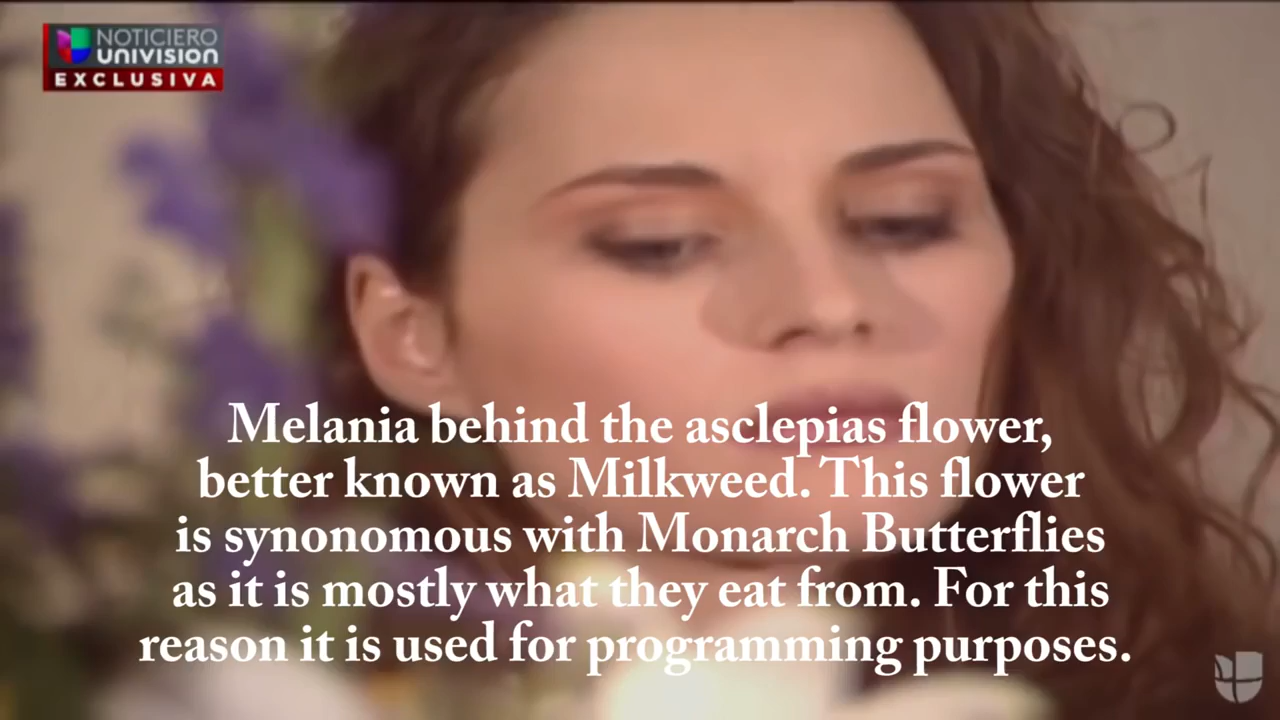 NOTICIERO
UNIVISION
EXCLUSIVA
Melania behind the asclepias flower,
better known as Milkweed. This flower
is synonomous with Monarch Butterflies
as it is mostly what they eat from. For this
reason it is used for programming purposes.